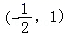 (-1/2, 1)